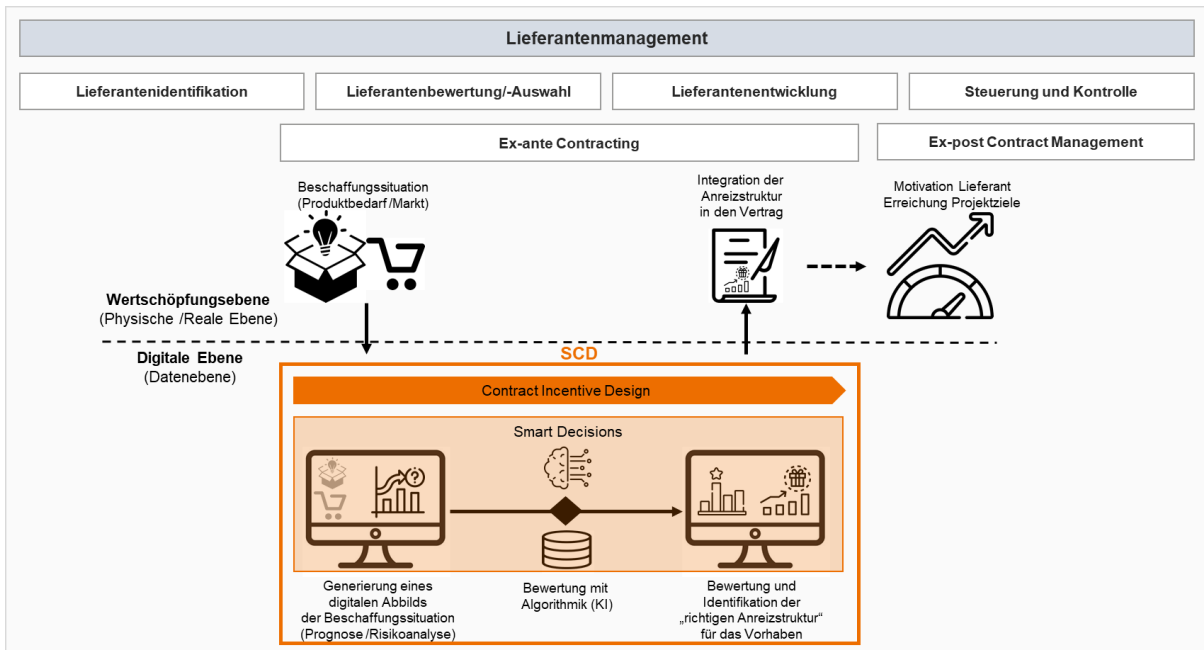 Lieferantenmanagement
Lieferantenidentifikation
Lieferantenbewertung/-Auswahl
Lieferantenentwicklung
Steuerung und Kontrolle
Ex-ante Contracting
Ex-post Contract Management
Beschaffungssituation
(Produktbedarf /Markt)
Integration der
Anreizstruktur
in den Vertrag
Motivation Lieferant
Erreichung Projektziele
Wertschöpfungsebene
(Physische /Reale Ebene)
Digitale Ebene
(Datenebene)
SCD
Contract Incentive Design
Smart Decisions
?
Generierung eines
digitalen Abbilds
der Beschaffungssituation
(Prognose /Risikoanalyse)
Bewertung mit
Algorithmik (KI)
Bewertung und
Identifikation der
„richtigen Anreizstruktur“
für das Vorhaben